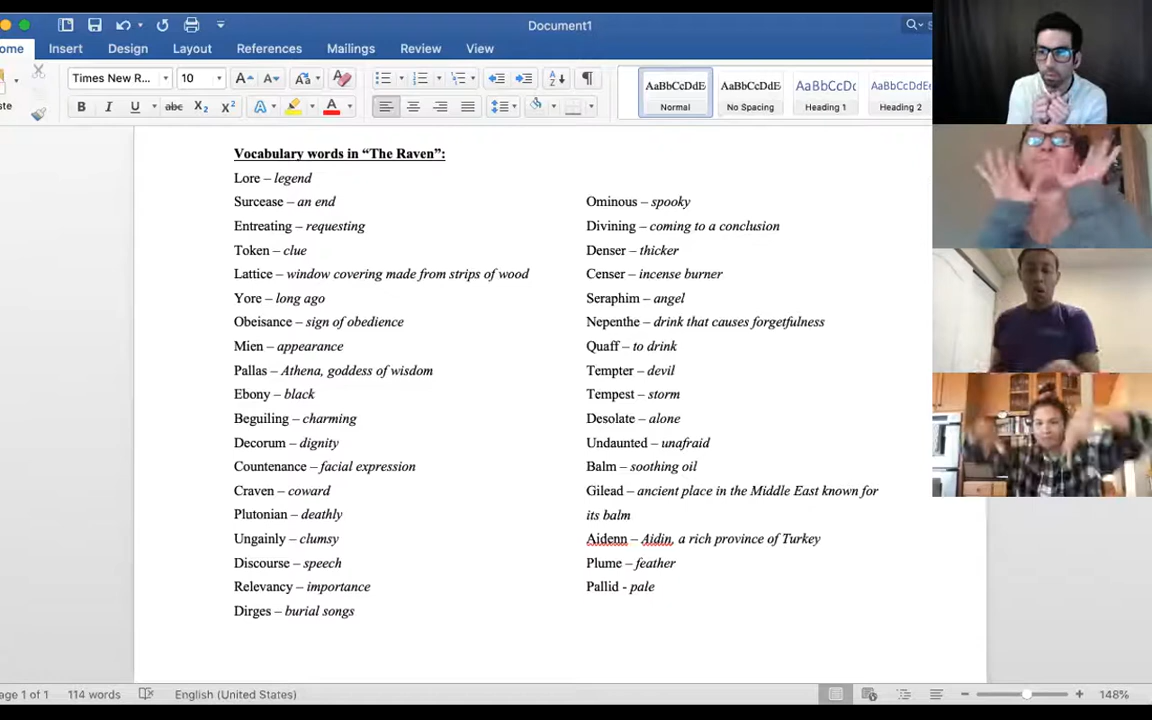 Document1
ome Insert Design Layout References Mailings Review View
Times New R... 10
AaBbCcDdE AaBbCcDdE AaBbCcDc AaBbCcDdE
ste
Normal No Spacing Heading 1 Heading 2
Vocabulary words in “The Raven”:
Lore – legend
Surcease – an end
Entreating – requesting
Token – clue
Lattice – window covering made from strips of wood
Yore – long ago
Obeisance – sign of obedience
Mien – appearance
Pallas – Athena, goddess of wisdom
Ebony – black
Beguiling – charming
Decorum – dignity
Countenance – facial expression
Craven – coward
Plutonian – deathly
Ungainly – clumsy
Discourse – speech
Relevancy – importance
Dirges – burial songs
Ominous – spooky
Divining – coming to a conclusion
Denser – thicker
Censer – incense burner
Seraphim – angel
Nepenthe – drink that causes forgetfulness
Quaff – to drink
Tempter – devil
Tempest – storm
Desolate – alone
Undaunted – unafraid
Balm – soothing oil
Gilead – ancient place in the Middle East known for
its balm
Aidenn – Aidin, a rich province of Turkey
Plume – feather
Pallid - pale
age 1 of 1 114 words English (United States) 148%